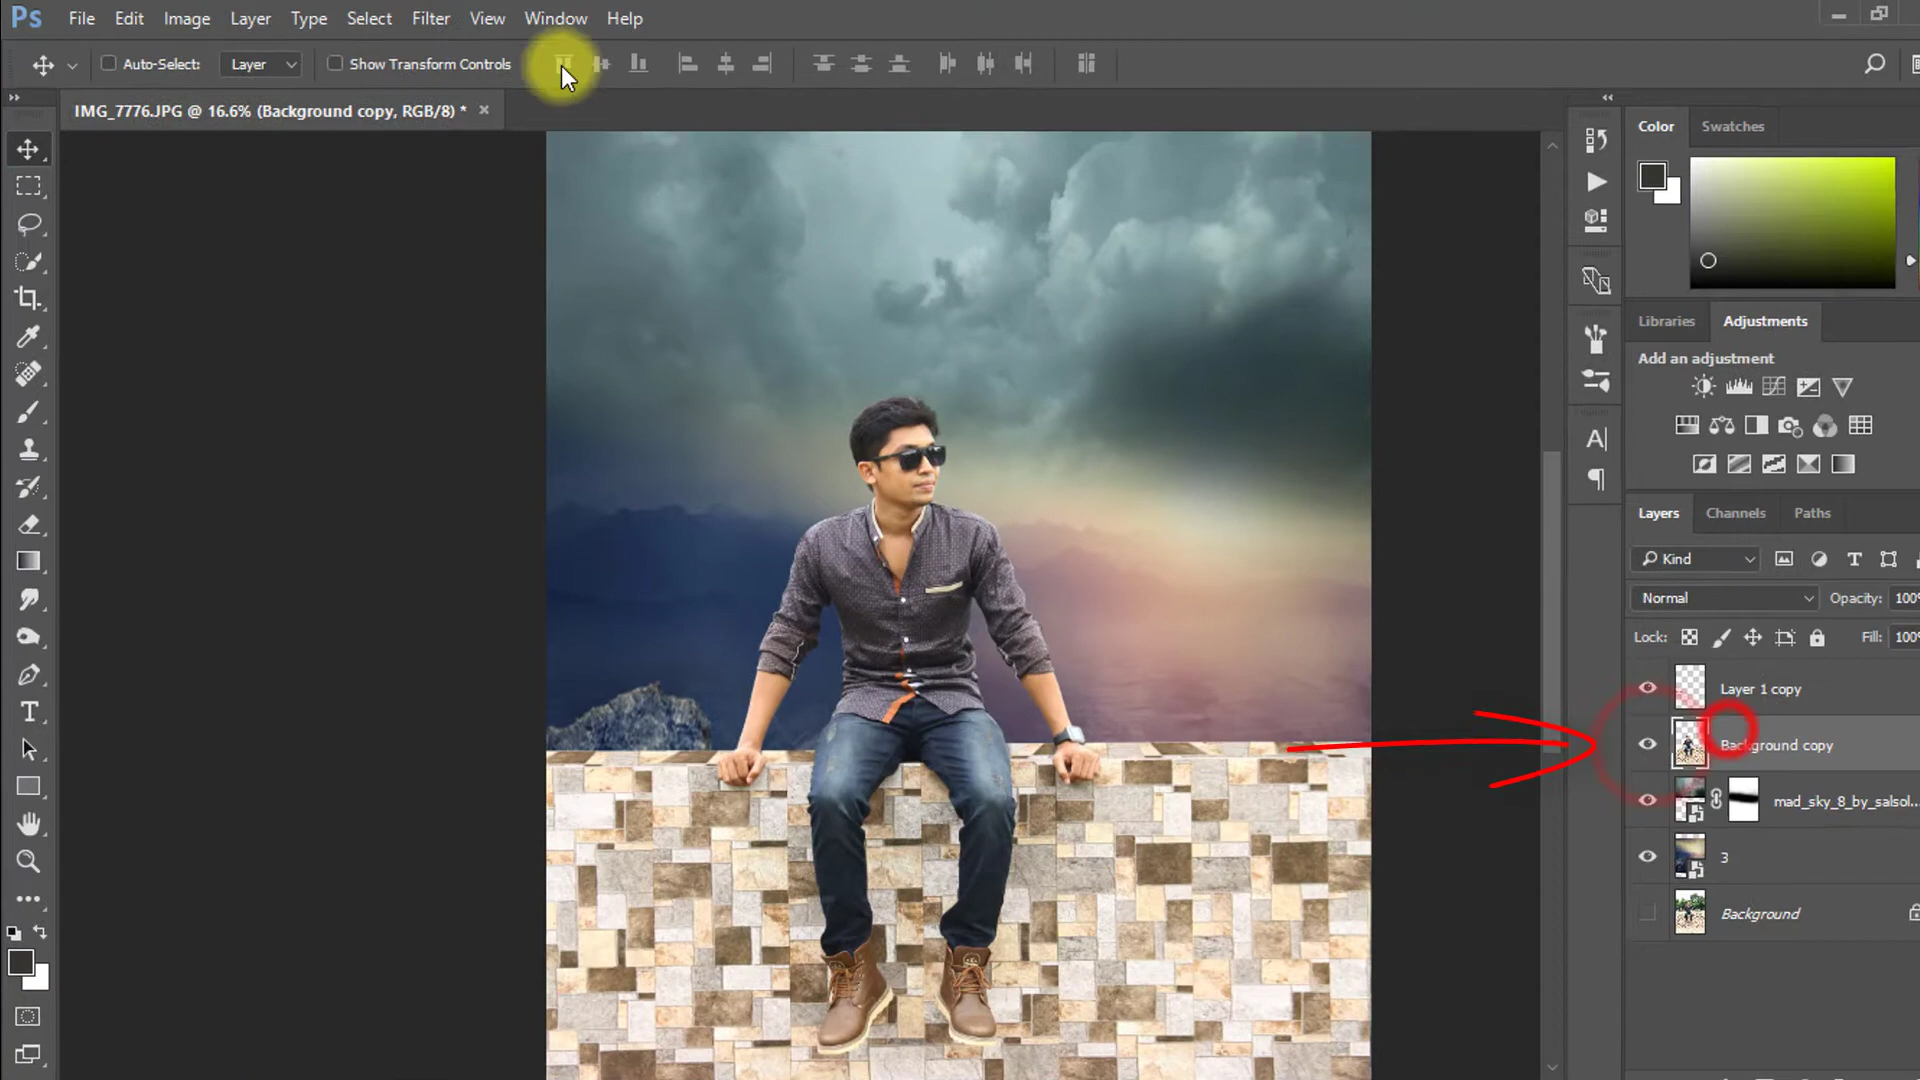 Ps File Edit Image Layer Type Select Filter View Window Help
Auto-Select: Layer Show Transform Controls
IMG_7776.JPG @ 16.6% (Background copy, RGB/8) * ×
Color Swatches
Libraries Adjustments
Add an adjustment
Layers Channels Paths
Kind
Normal Opacity: 100%
Lock: Fill: 100%
Layer 1 copy
Background copy
mad_sky_8_by_salsol...
3
Background